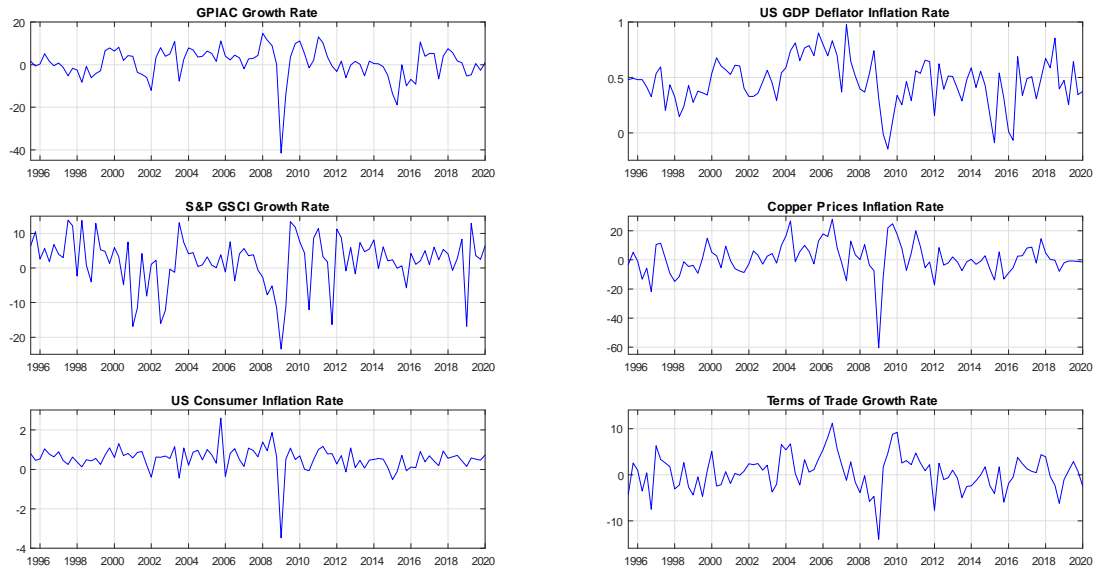 GPIAC Growth Rate
20
0
-20
-40
1996 1998 2000 2002 2004 2006 2008 2010 2012 2014 2016 2018 2020
US GDP Deflator Inflation Rate
1
0.5
0
1996 1998 2000 2002 2004 2006 2008 2010 2012 2014 2016 2018 2020
S&P GSCI Growth Rate
10
0
-10
-20
1996 1998 2000 2002 2004 2006 2008 2010 2012 2014 2016 2018 2020
Copper Prices Inflation Rate
20
0
-20
-40
-60
1996 1998 2000 2002 2004 2006 2008 2010 2012 2014 2016 2018 2020
US Consumer Inflation Rate
2
0
-2
-4
1996 1998 2000 2002 2004 2006 2008 2010 2012 2014 2016 2018 2020
Terms of Trade Growth Rate
10
0
-10
1996 1998 2000 2002 2004 2006 2008 2010 2012 2014 2016 2018 2020